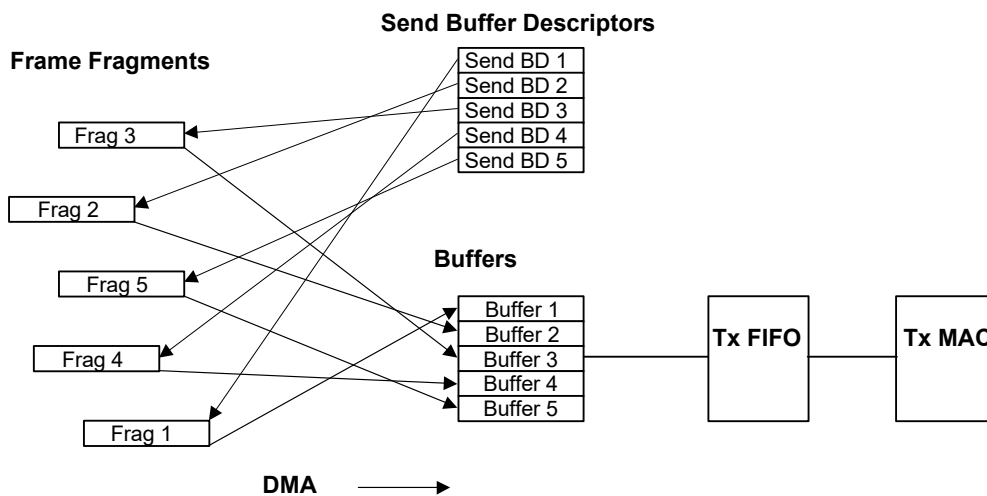 Send Buffer Descriptors
Frame Fragments
Send BD 1
Send BD 2
Send BD 3
Send BD 4
Send BD 5
Frag 3
Frag 2
Frag 5
Frag 4
Frag 1
Buffers
Buffer 1
Buffer 2
Buffer 3
Buffer 4
Buffer 5
Tx FIFO
Tx MAC
DMA